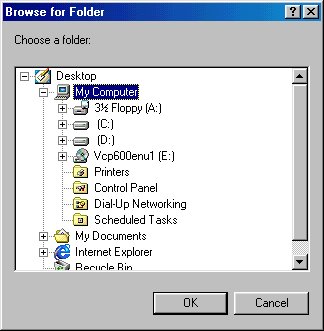 Browse for Folder
Choose a folder:
Desktop
My Computer
3½ Floppy (A:)
(C:)
(D:)
Vcp600enu1 (E:)
Printers
Control Panel
Dial-Up Networking
Scheduled Tasks
My Documents
Internet Explorer
Recycle Bin
OK
Cancel